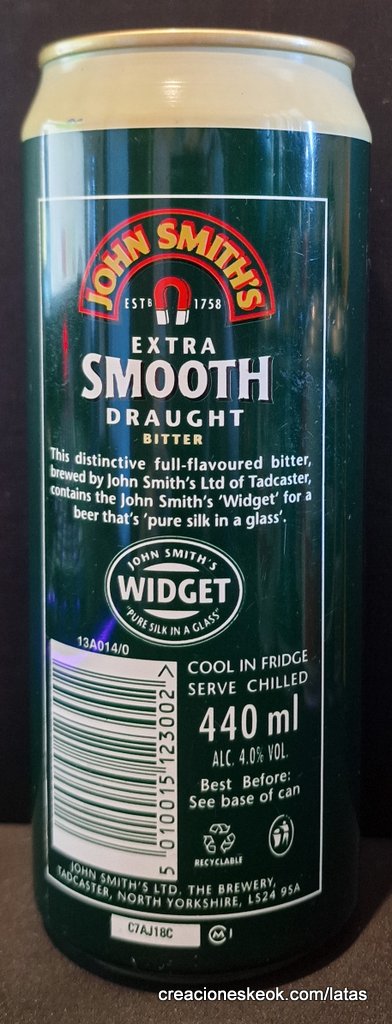 JOHN SMITH'S
ESTᴰ 1758
EXTRA
SMOOTH
DRAUGHT
BITTER
This distinctive full-flavoured bitter,
brewed by John Smith's Ltd of Tadcaster,
contains the John Smith's 'Widget' for a
beer that's 'pure silk in a glass'.
JOHN SMITH'S
WIDGET
"PURE SILK IN A GLASS"
13A014/0
5 010015 123002 >
COOL IN FRIDGE
SERVE CHILLED
440 ml
ALC. 4.0% VOL.
Best Before:
See base of can
RECYCLABLE
JOHN SMITH'S LTD. THE BREWERY,
TADCASTER, NORTH YORKSHIRE, LS24 9SA
C7AJ18C
M I
creacioneskeok.com/latas